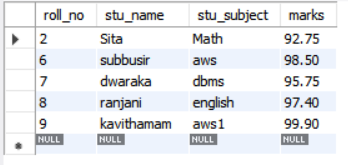 roll_no stu_name stu_subject marks
2 Sita Math 92.75
6 subbusir aws 98.50
7 dwaraka dbms 95.75
8 ranjani english 97.40
9 kavithamam aws1 99.90
NULL NULL NULL NULL